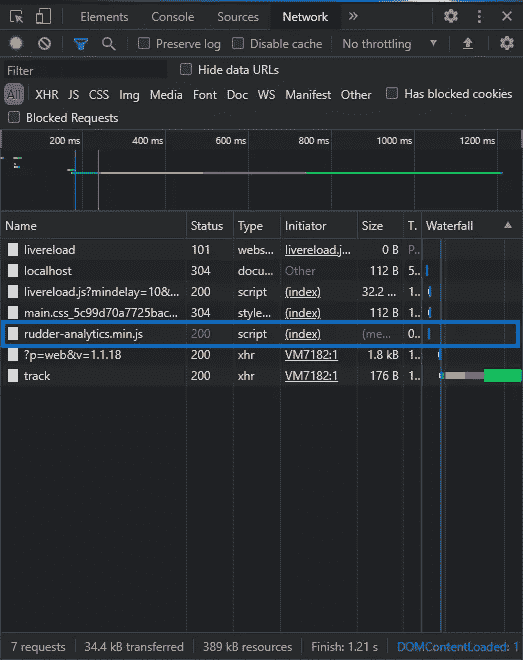 Elements Console Sources Network »
Preserve log Disable cache No throttling
Filter Hide data URLs
All XHR JS CSS Img Media Font Doc WS Manifest Other Has blocked cookies
Blocked Requests
200 ms 400 ms 600 ms 800 ms 1000 ms 1200 ms
Name Status Type Initiator Size T. Waterfall
livereload 101 webs... livereload.j... 0 B P...
localhost 304 docu... Other 112 B 5...
livereload.js?mindelay=10&... 200 script (index) 32.2 ... 1...
main.css_5c99d70a7725bac... 304 style... (index) 112 B 1...
rudder-analytics.min.js 200 script (index) (me... 0...
?p=web&v=1.1.18 200 xhr VM7182:1 1.8 kB 1...
track 200 xhr VM7182:1 176 B 1...
7 requests 34.4 kB transferred 389 kB resources Finish: 1.21 s DOMContentLoaded: 1